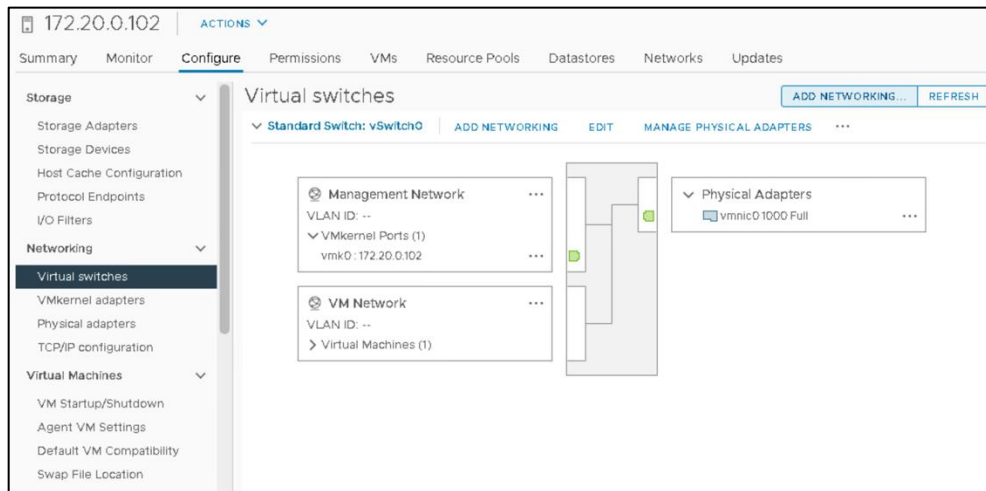 172.20.0.102 ACTIONS
Summary Monitor Configure Permissions VMs Resource Pools Datastores Networks Updates
Storage
Storage Adapters
Storage Devices
Host Cache Configuration
Protocol Endpoints
I/O Filters
Networking
Virtual switches
VMkernel adapters
Physical adapters
TCP/IP configuration
Virtual Machines
VM Startup/Shutdown
Agent VM Settings
Default VM Compatibility
Swap File Location
Virtual switches
ADD NETWORKING... REFRESH
Standard Switch: vSwitch0 ADD NETWORKING EDIT MANAGE PHYSICAL ADAPTERS ...
Management Network ...
VLAN ID: --
VMkernel Ports (1)
vmk0 : 172.20.0.102 ...
VM Network ...
VLAN ID: --
Virtual Machines (1)
Physical Adapters
vmnic0 1000 Full ...